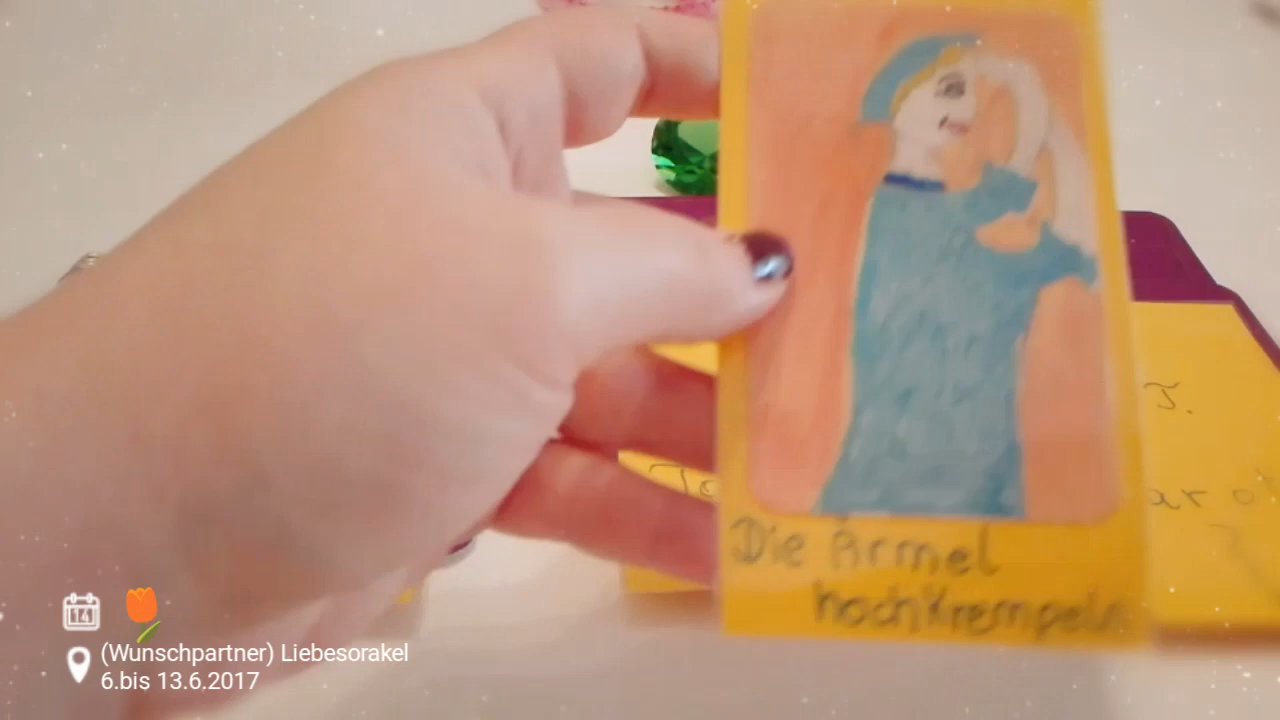 J.
Die Ärmel
hochkrempeln
14
(Wunschpartner) Liebesorakel
6.bis 13.6.2017